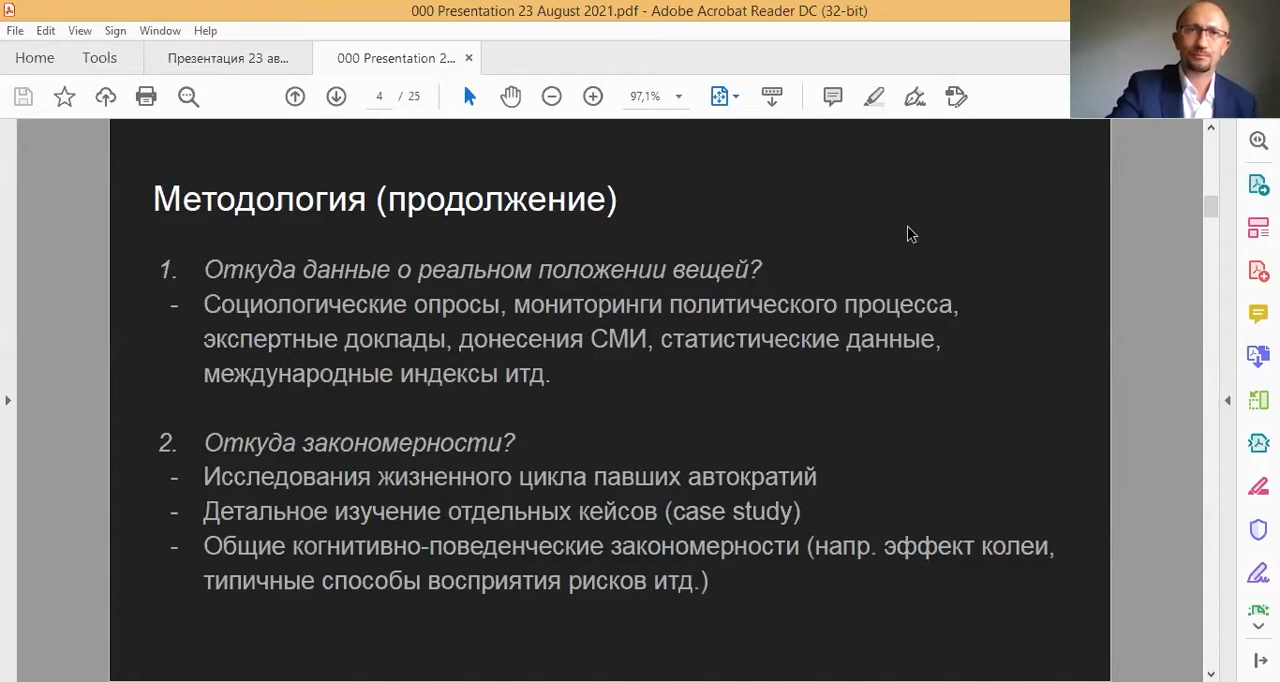 000 Presentation 23 August 2021.pdf - Adobe Acrobat Reader DC (32-bit)
File Edit View Sign Window Help
Home Tools Презентация 23 ав... 000 Presentation 2... ×
4 / 25 97,1%
Методология (продолжение)
1. Откуда данные о реальном положении вещей?
- Социологические опросы, мониторинги политического процесса,
экспертные доклады, донесения СМИ, статистические данные,
международные индексы итд.
2. Откуда закономерности?
- Исследования жизненного цикла павших автократий
- Детальное изучение отдельных кейсов (case study)
- Общие когнитивно-поведенческие закономерности (напр. эффект колеи,
типичные способы восприятия рисков итд.)